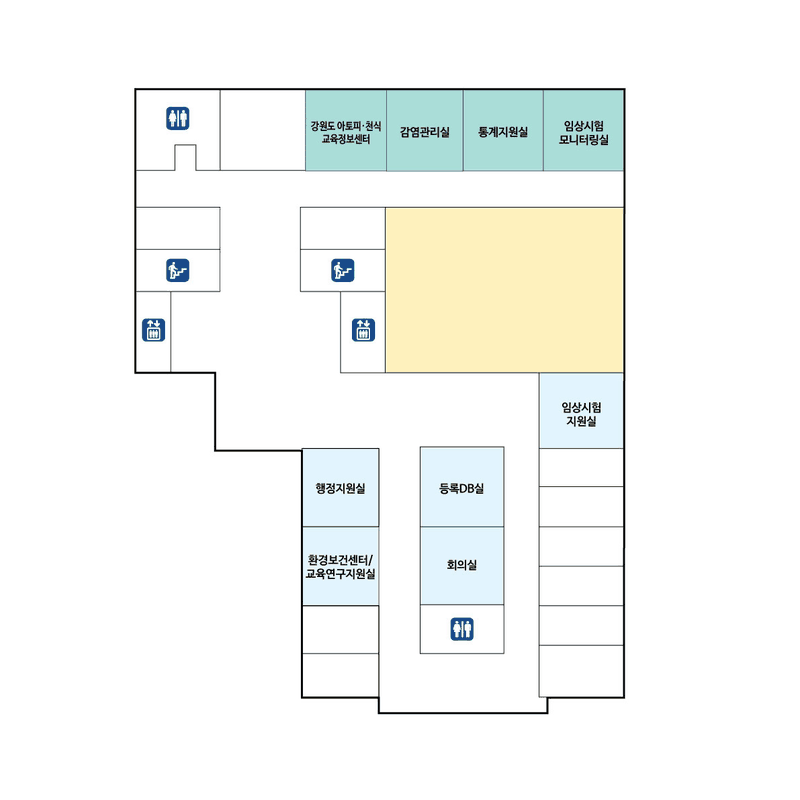 강원도 아토피·천식
교육정보센터
감염관리실
통계지원실
임상시험
모니터링실
임상시험
지원실
행정지원실
등록DB실
환경보건센터/
교육연구지원실
회의실